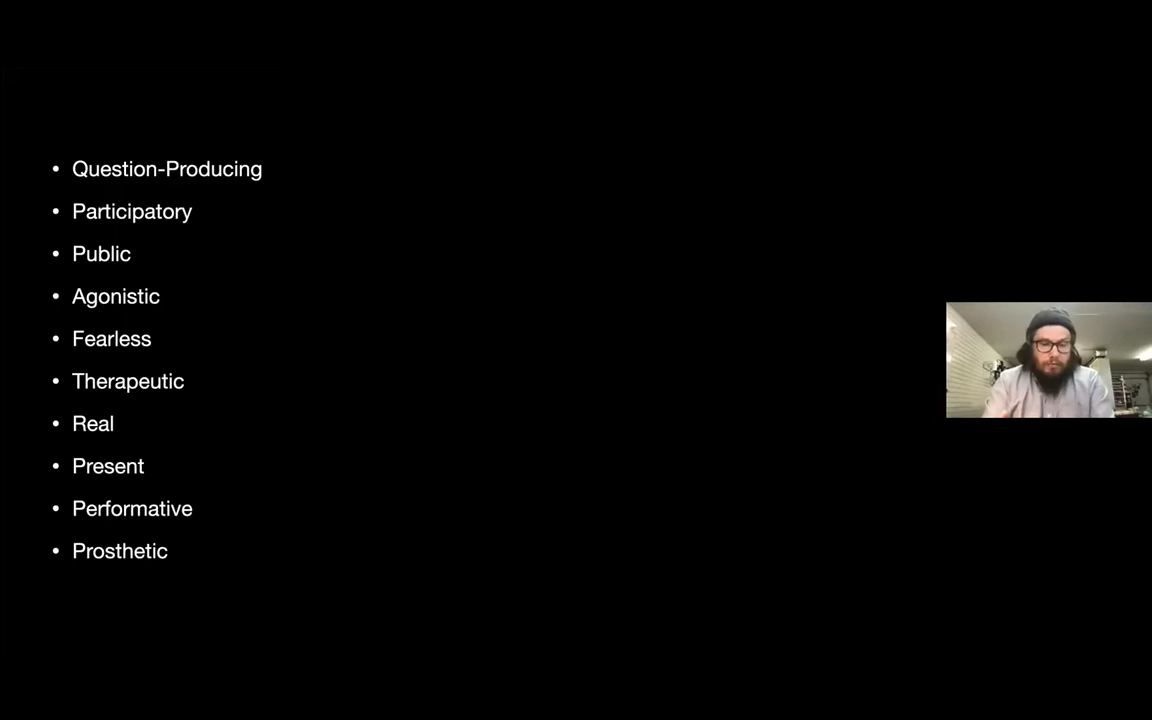 • Question-Producing
• Participatory
• Public
• Agonistic
• Fearless
• Therapeutic
• Real
• Present
• Performative
• Prosthetic